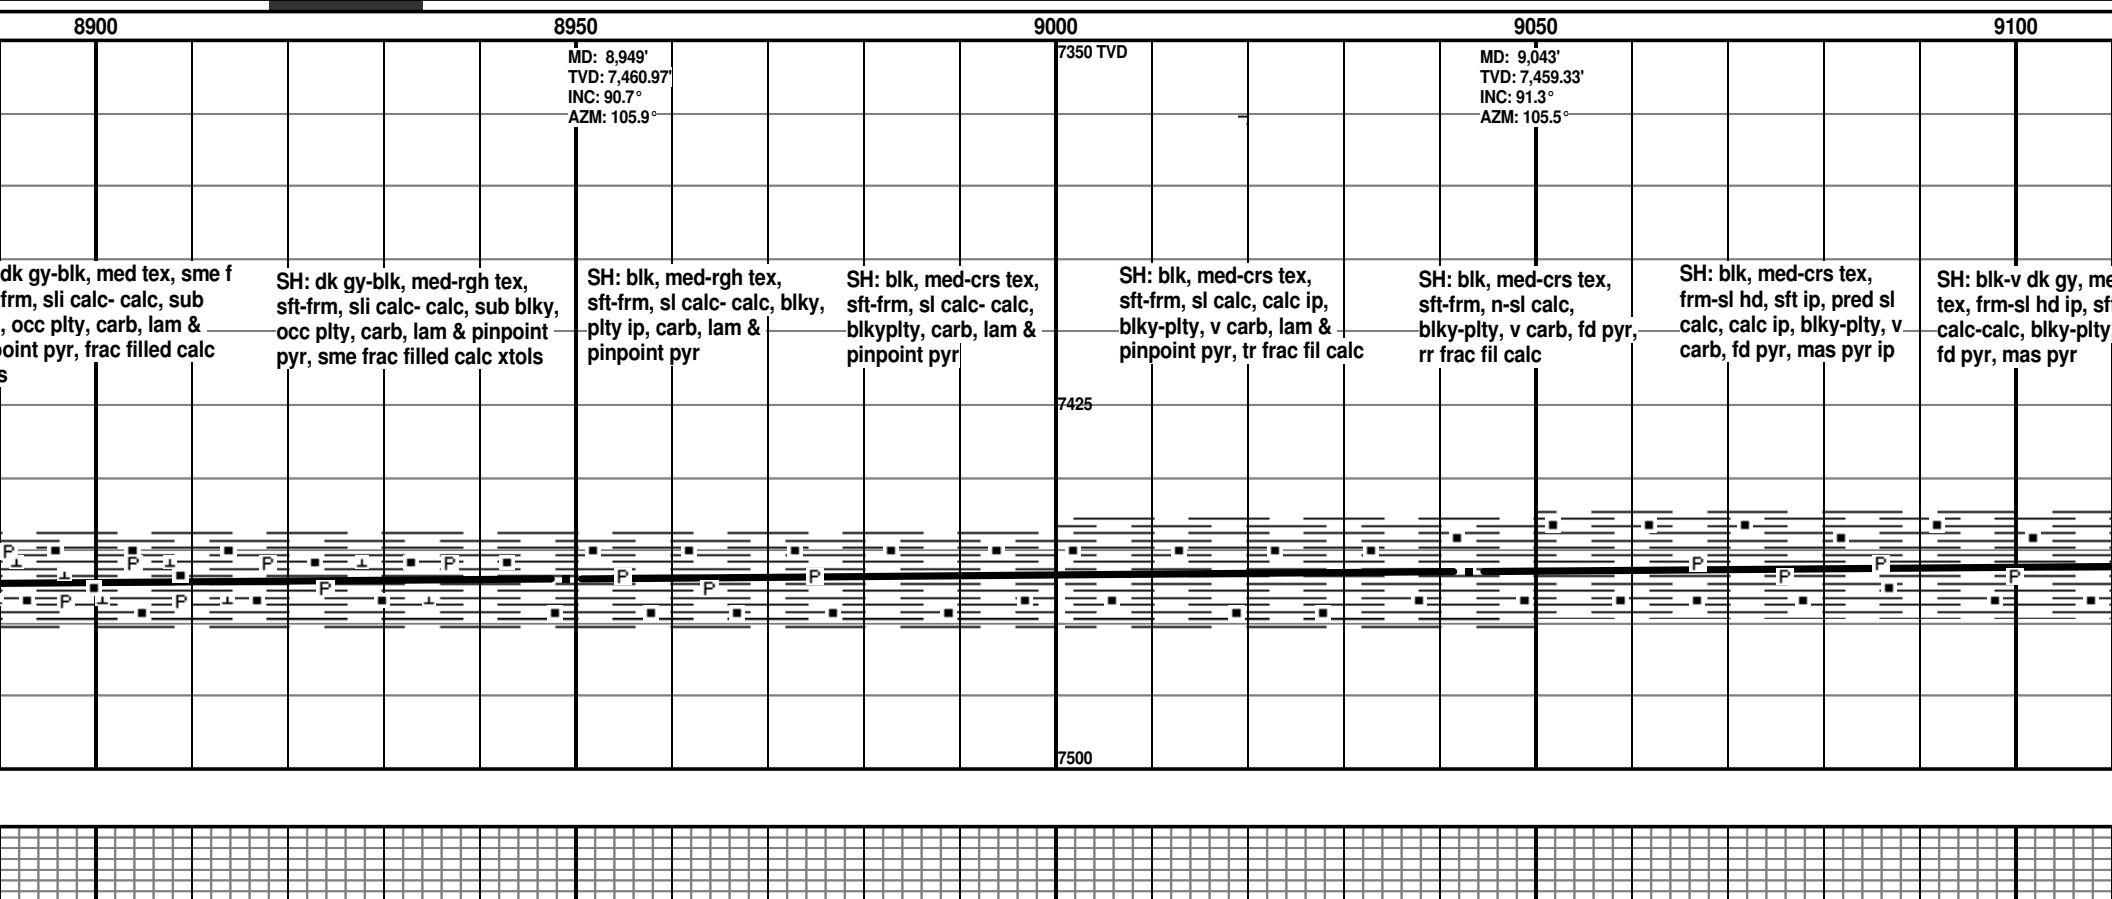 8900 8950 9000 9050 9100
MD: 8,949'
TVD: 7,460.97'
INC: 90.7°
AZM: 105.9°
7350 TVD
MD: 9,043'
TVD: 7,459.33'
INC: 91.3°
AZM: 105.5°
dk gy-blk, med tex, sme f
frm, sli calc- calc, sub
, occ plty, carb, lam &
oint pyr, frac filled calc
s
SH: dk gy-blk, med-rgh tex,
sft-frm, sli calc- calc, sub blky,
occ plty, carb, lam & pinpoint
pyr, sme frac filled calc xtols
SH: blk, med-rgh tex,
sft-frm, sl calc- calc, blky,
plty ip, carb, lam &
pinpoint pyr
SH: blk, med-crs tex,
sft-frm, sl calc- calc,
blkyplty, carb, lam &
pinpoint pyr
SH: blk, med-crs tex,
sft-frm, sl calc, calc ip,
blky-plty, v carb, lam &
pinpoint pyr, tr frac fil calc
SH: blk, med-crs tex,
sft-frm, n-sl calc,
blky-plty, v carb, fd pyr,
rr frac fil calc
SH: blk, med-crs tex,
frm-sl hd, sft ip, pred sl
calc, calc ip, blky-plty, v
carb, fd pyr, mas pyr ip
SH: blk-v dk gy, me
tex, frm-sl hd ip, sf
calc-calc, blky-plty,
fd pyr, mas pyr
7425
P P P P P P P P P P P P P P P
7500